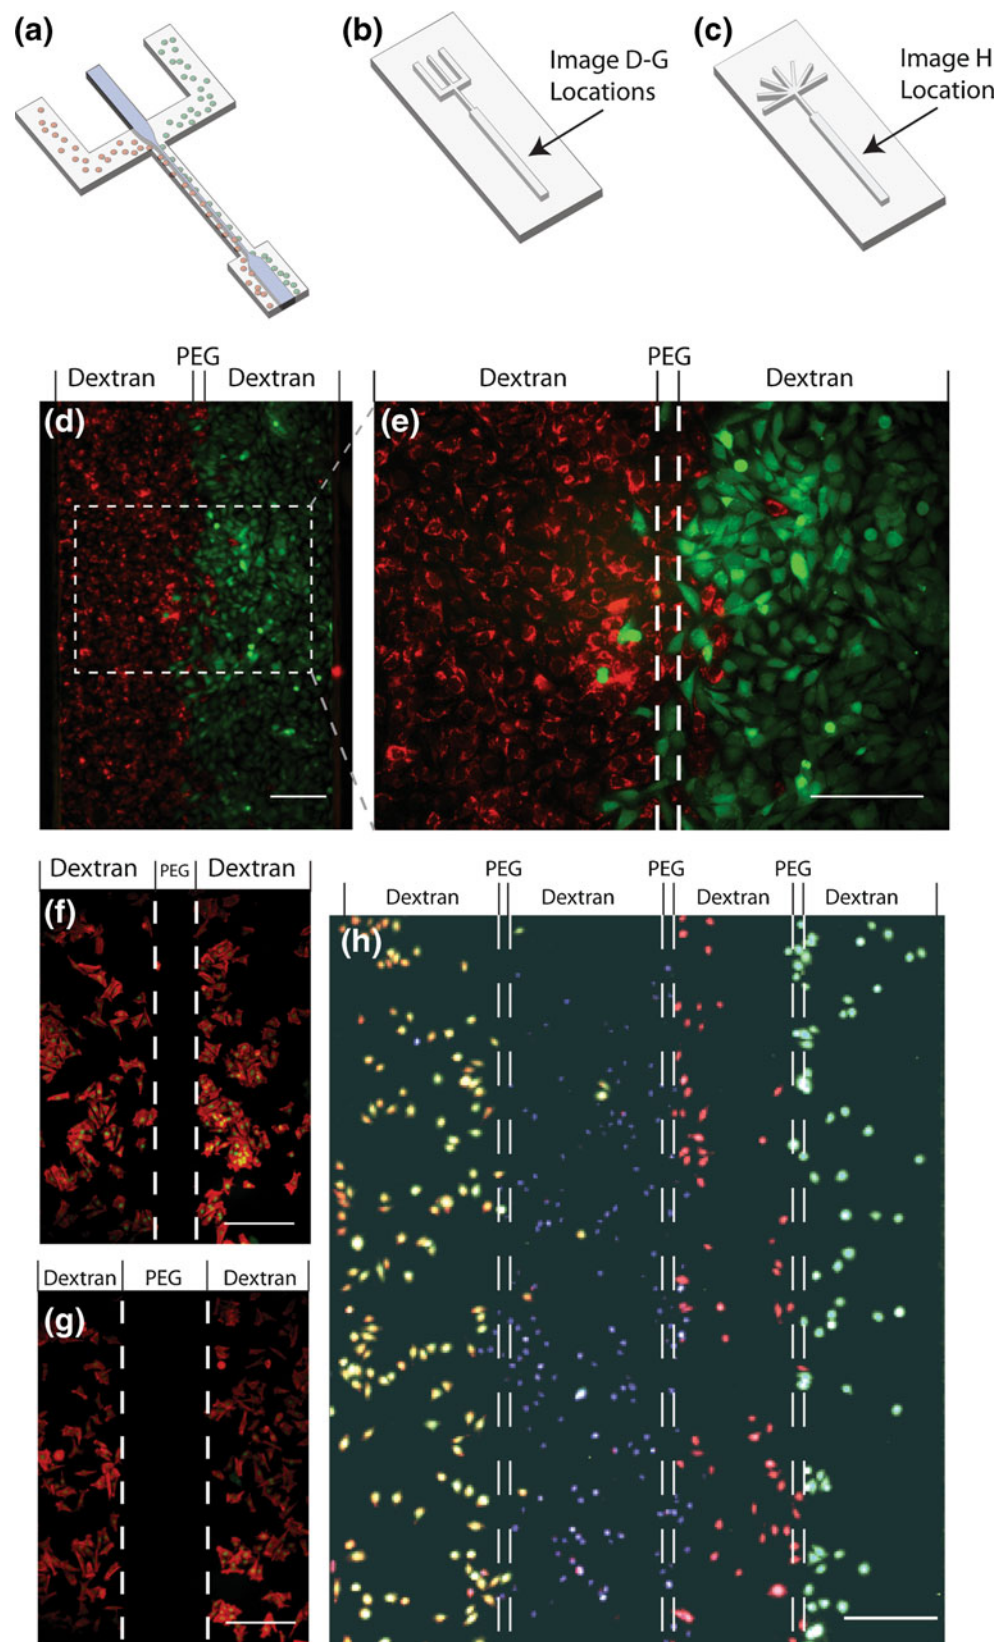 (a)
(b)
(c)
Image D-G
Locations
Image H
Location
PEG
Dextran
Dextran
PEG
Dextran
Dextran
(d)
(e)
Dextran
PEG
Dextran
(f)
PEG
PEG
PEG
Dextran
Dextran
Dextran
Dextran
(h)
Dextran
PEG
Dextran
(g)